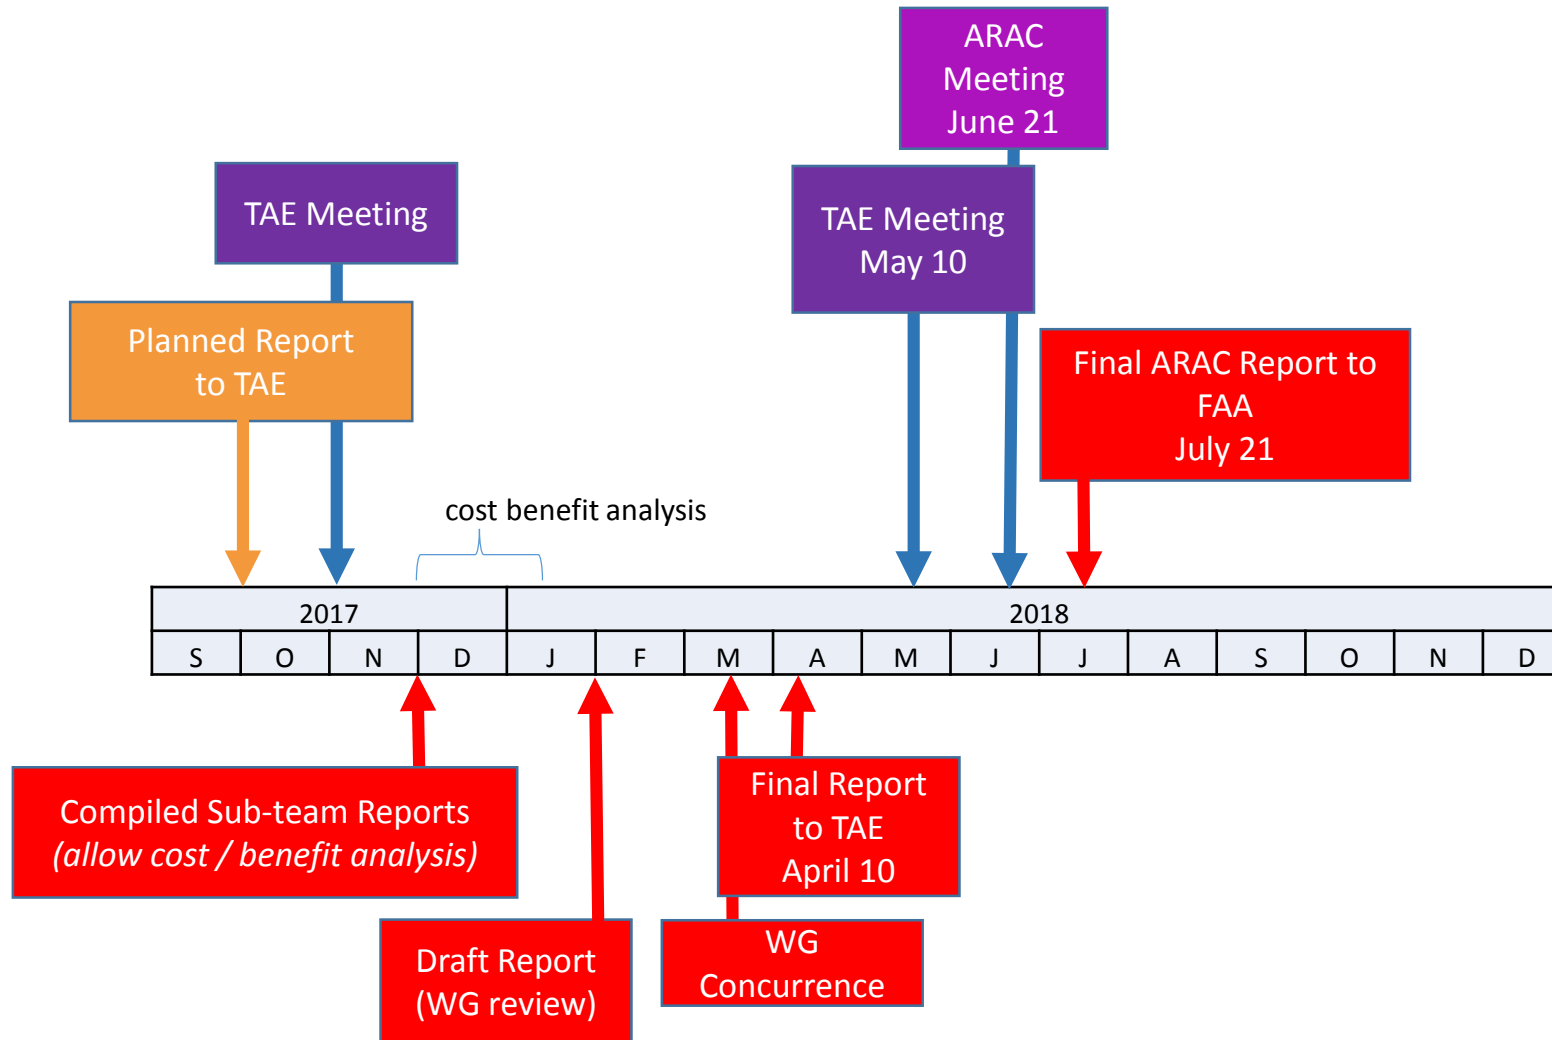 ARAC
Meeting
June 21
TAE Meeting
TAE Meeting
May 10
Planned Report
to TAE
Final ARAC Report to
FAA
July 21
cost benefit analysis
2017 2018
S O N D J F M A M J J A S O N D
Compiled Sub-team Reports
(allow cost / benefit analysis)
Final Report
to TAE
April 10
Draft Report
(WG review)
WG
Concurrence